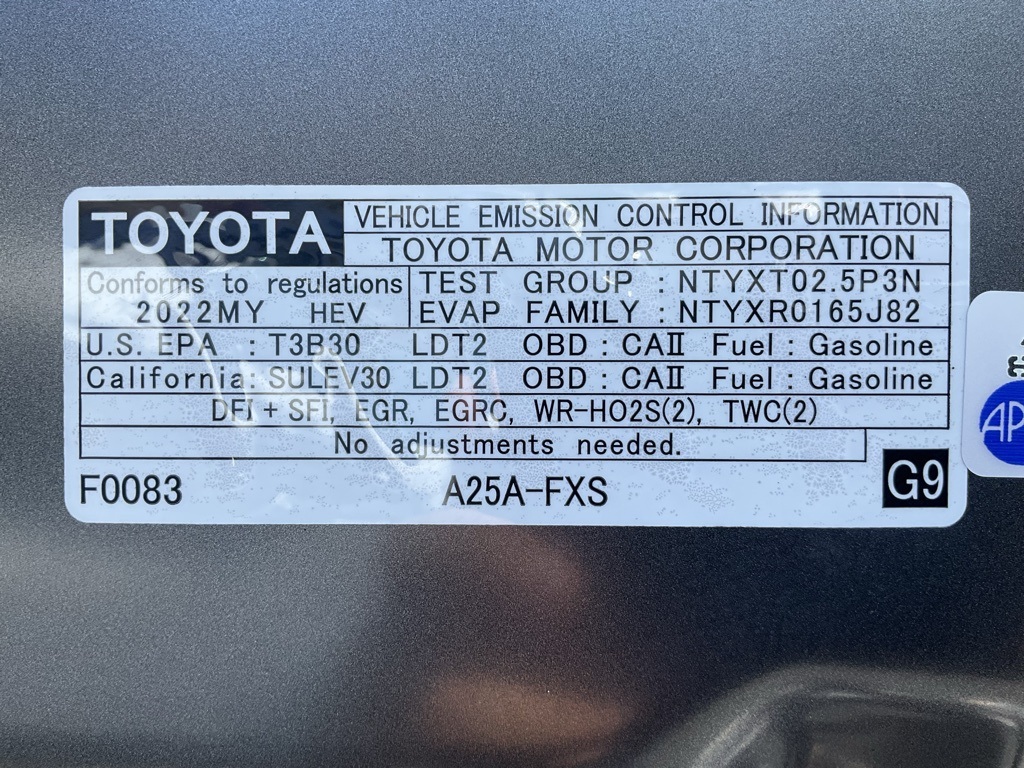 TOYOTA VEHICLE EMISSION CONTROL INFORMATION
TOYOTA MOTOR CORPORATION
Conforms to regulations TEST GROUP : NTYXT02.5P3N
2022MY HEV EVAP FAMILY : NTYXR0165J82
U.S. EPA : T3B30 LDT2 OBD : CAII Fuel : Gasoline
California: SULEV30 LDT2 OBD : CAII Fuel : Gasoline
DFI + SFI, EGR, EGRC, WR-HO2S(2), TWC(2)
No adjustments needed.
F0083 A25A-FXS G9
AP